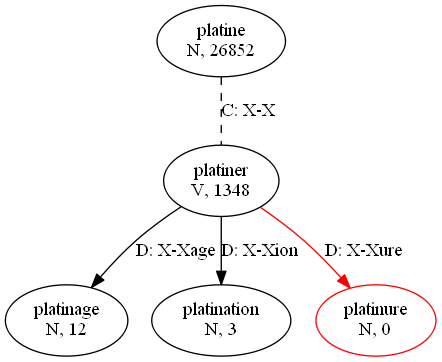 platine
N, 26852
C: X-X
platiner
V, 1348
D: X-Xage
D: X-Xion
D: X-Xure
platinage
N, 12
platination
N, 3
platinure
N, 0